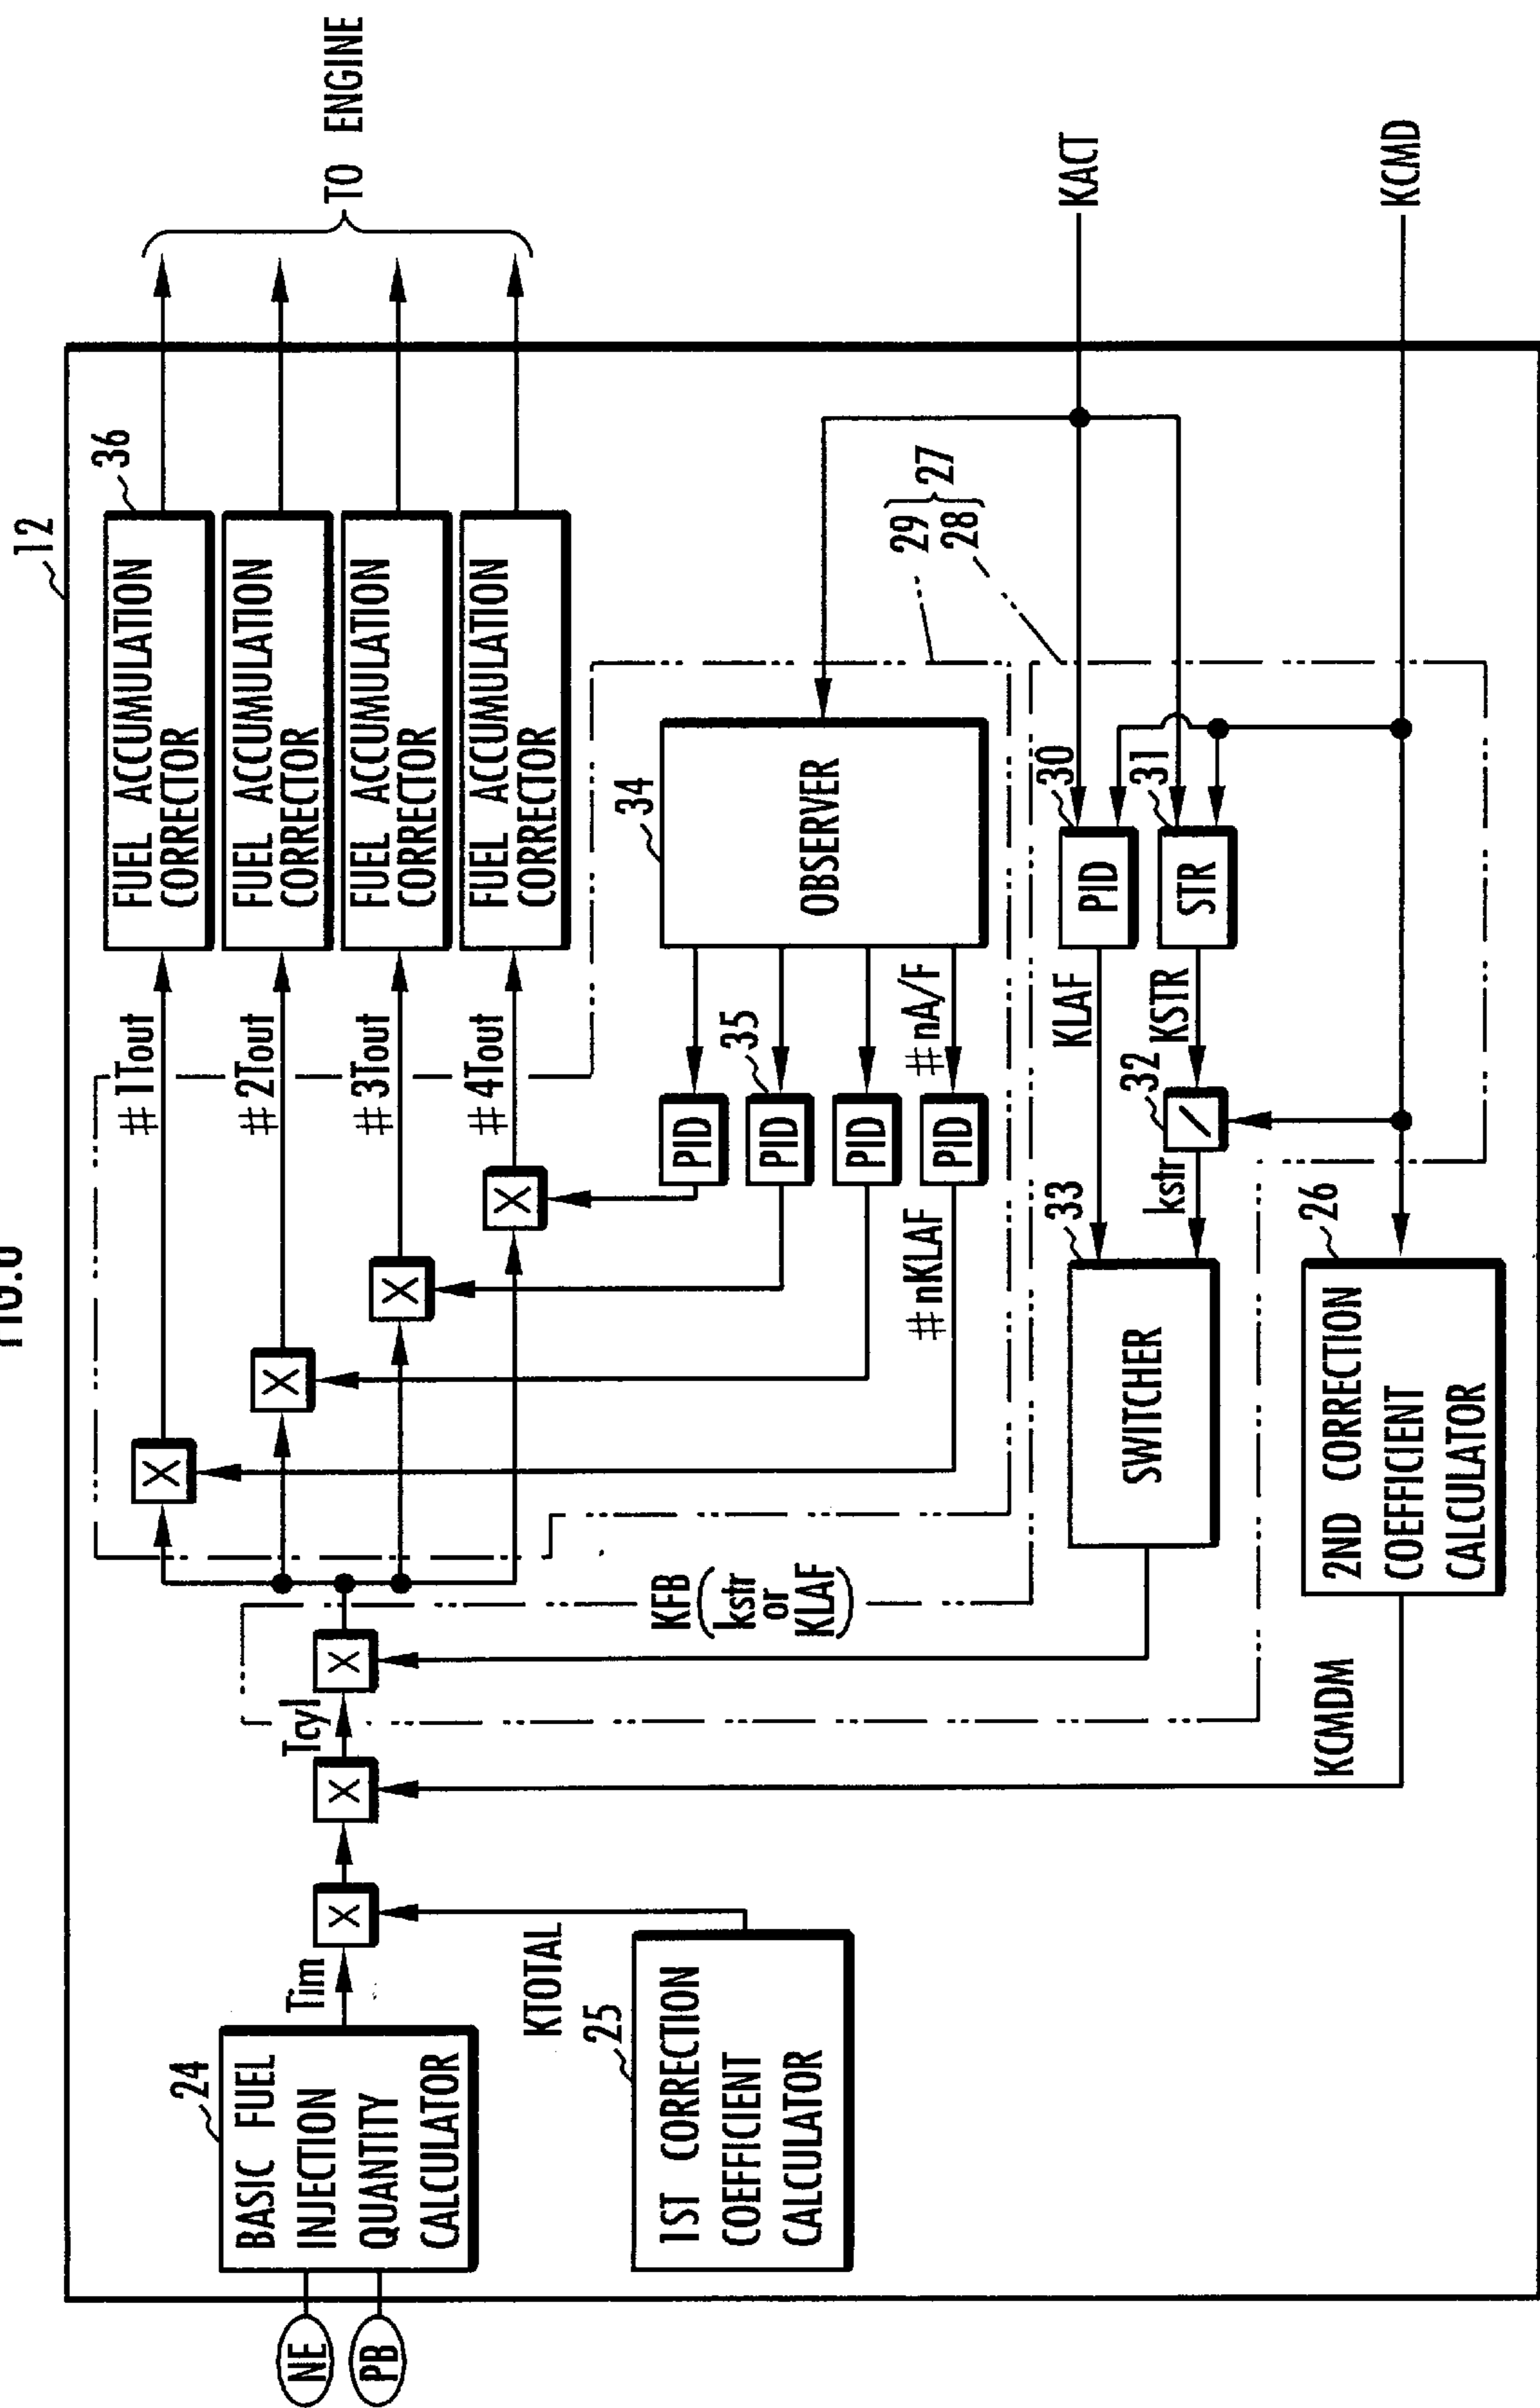 12
NE
PB
24
BASIC FUEL
INJECTION
QUANTITY
CALCULATOR
Tim
KTOTAL
25
1ST CORRECTION
COEFFICIENT
CALCULATOR
X
X
Tcyl
X
KCMDM
KFB (kstr or KLAF)
X
X
X
X
#1Tout
#2Tout
#3Tout
#4Tout
36
FUEL ACCUMULATION
CORRECTOR
FUEL ACCUMULATION
CORRECTOR
FUEL ACCUMULATION
CORRECTOR
FUEL ACCUMULATION
CORRECTOR
TO ENGINE
PID
PID
PID
PID
35
#nA/F
#nKLAF
34
OBSERVER
29
28
27
33
SWITCHER
KLAF
30
PID
31
STR
KSTR
32
kstr
26
2ND CORRECTION
COEFFICIENT
CALCULATOR
KACT
KCMD